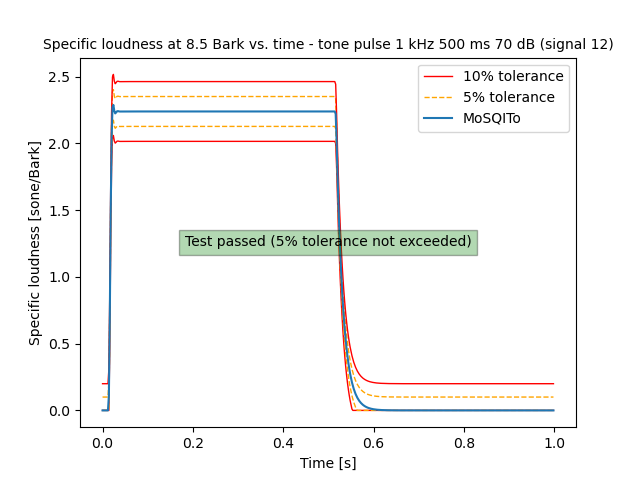 Specific loudness at 8.5 Bark vs. time - tone pulse 1 kHz 500 ms 70 dB (signal 12)
10% tolerance
5% tolerance
MoSQITo
Test passed (5% tolerance not exceeded)
Specific loudness [sone/Bark]
2.5
2.0
1.5
1.0
0.5
0.0
0.0 0.2 0.4 0.6 0.8 1.0
Time [s]